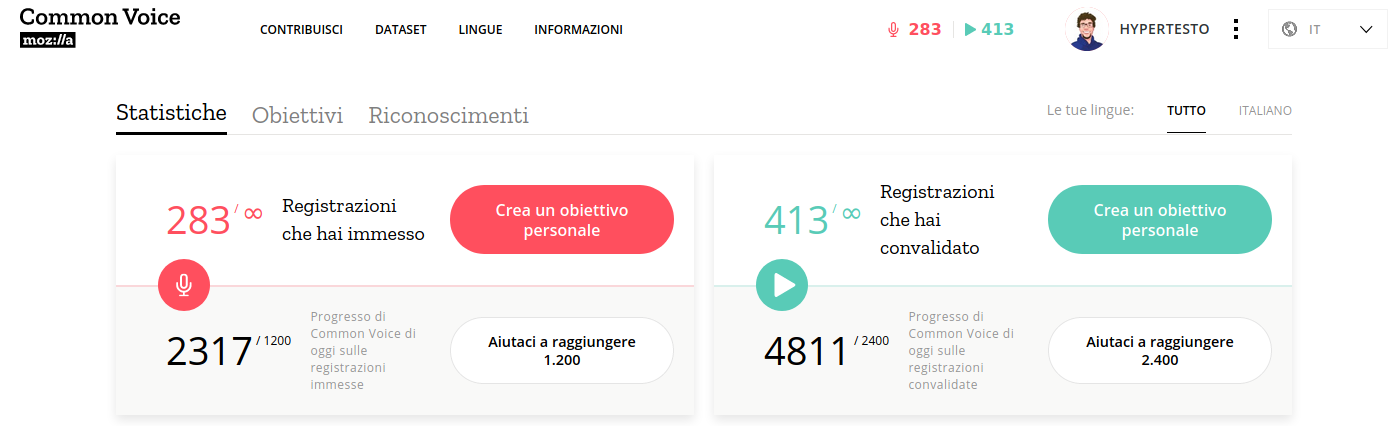 Common Voice
moz://a
CONTRIBUISCI DATASET LINGUE INFORMAZIONI
283 413
HYPERTESTO
IT
Statistiche Obiettivi Riconoscimenti
Le tue lingue: TUTTO ITALIANO
283 / ∞
Registrazioni
che hai immesso
Crea un obiettivo
personale
2317 / 1200
Progresso di
Common Voice di
oggi sulle
registrazioni
immesse
Aiutaci a raggiungere
1.200
413 / ∞
Registrazioni
che hai
convalidato
Crea un obiettivo
personale
4811 / 2400
Progresso di
Common Voice di
oggi sulle
registrazioni
convalidate
Aiutaci a raggiungere
2.400